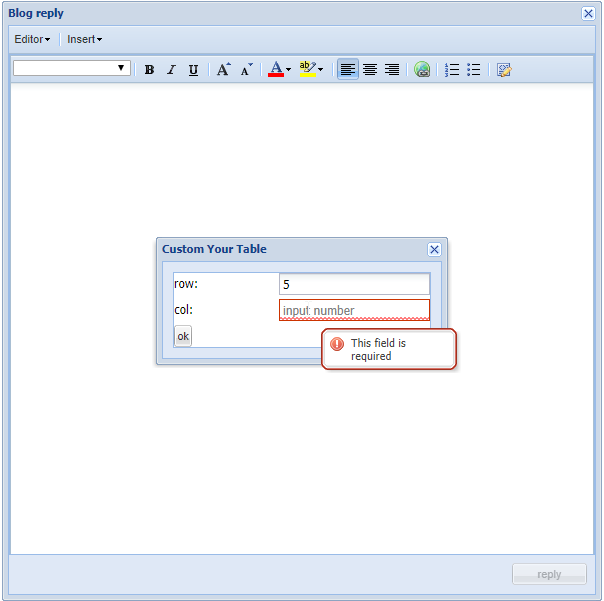 Blog reply
Editor Insert
B I U A A A ab
Custom Your Table
row: 5
col: input number
ok
This field is
required
reply